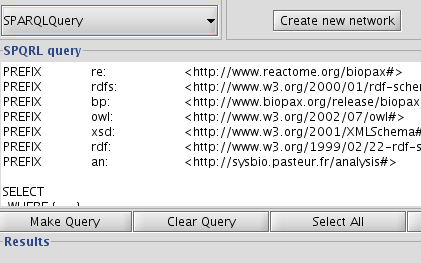 SPARQLQuery
Create new network
SPQRL query
PREFIX re: <http://www.reactome.org/biopax#>
PREFIX rdfs: <http://www.w3.org/2000/01/rdf-schem
PREFIX bp: <http://www.biopax.org/release/biopax
PREFIX owl: <http://www.w3.org/2002/07/owl#>
PREFIX xsd: <http://www.w3.org/2001/XMLSchema#
PREFIX rdf: <http://www.w3.org/1999/02/22-rdf-s
PREFIX an: <http://sysbio.pasteur.fr/analysis#>
SELECT
WHERE {
Make Query Clear Query Select All
Results